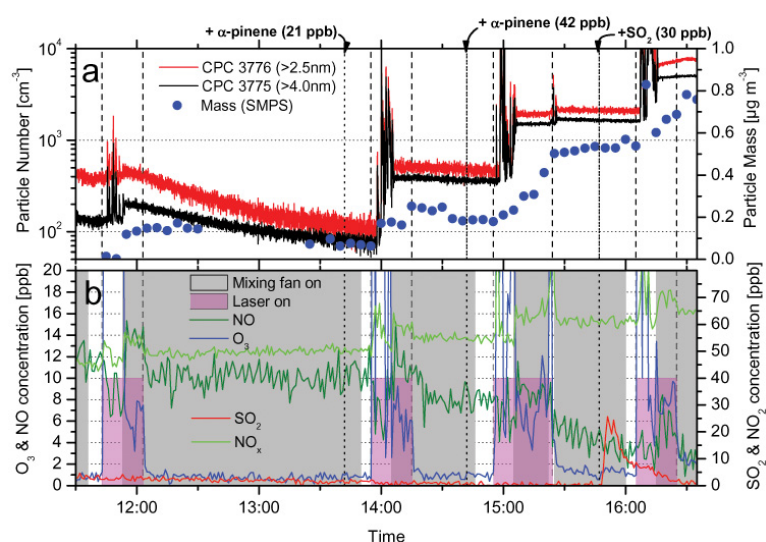 + α-pinene (21 ppb)
+ α-pinene (42 ppb)
+SO2 (30 ppb)
a
CPC 3776 (>2.5nm)
CPC 3775 (>4.0nm)
Mass (SMPS)
Particle Number [cm-3]
10^4
10^3
10^2
Particle Mass [µg m-3]
1.0
0.8
0.6
0.4
0.2
0.0
b
Mixing fan on
Laser on
NO
O3
SO2
NOx
O3 & NO concentration [ppb]
20
18
16
14
12
10
8
6
4
2
0
SO2 & NO2 concentration [ppb]
70
60
50
40
30
20
10
0
12:00 13:00 14:00 15:00 16:00
Time